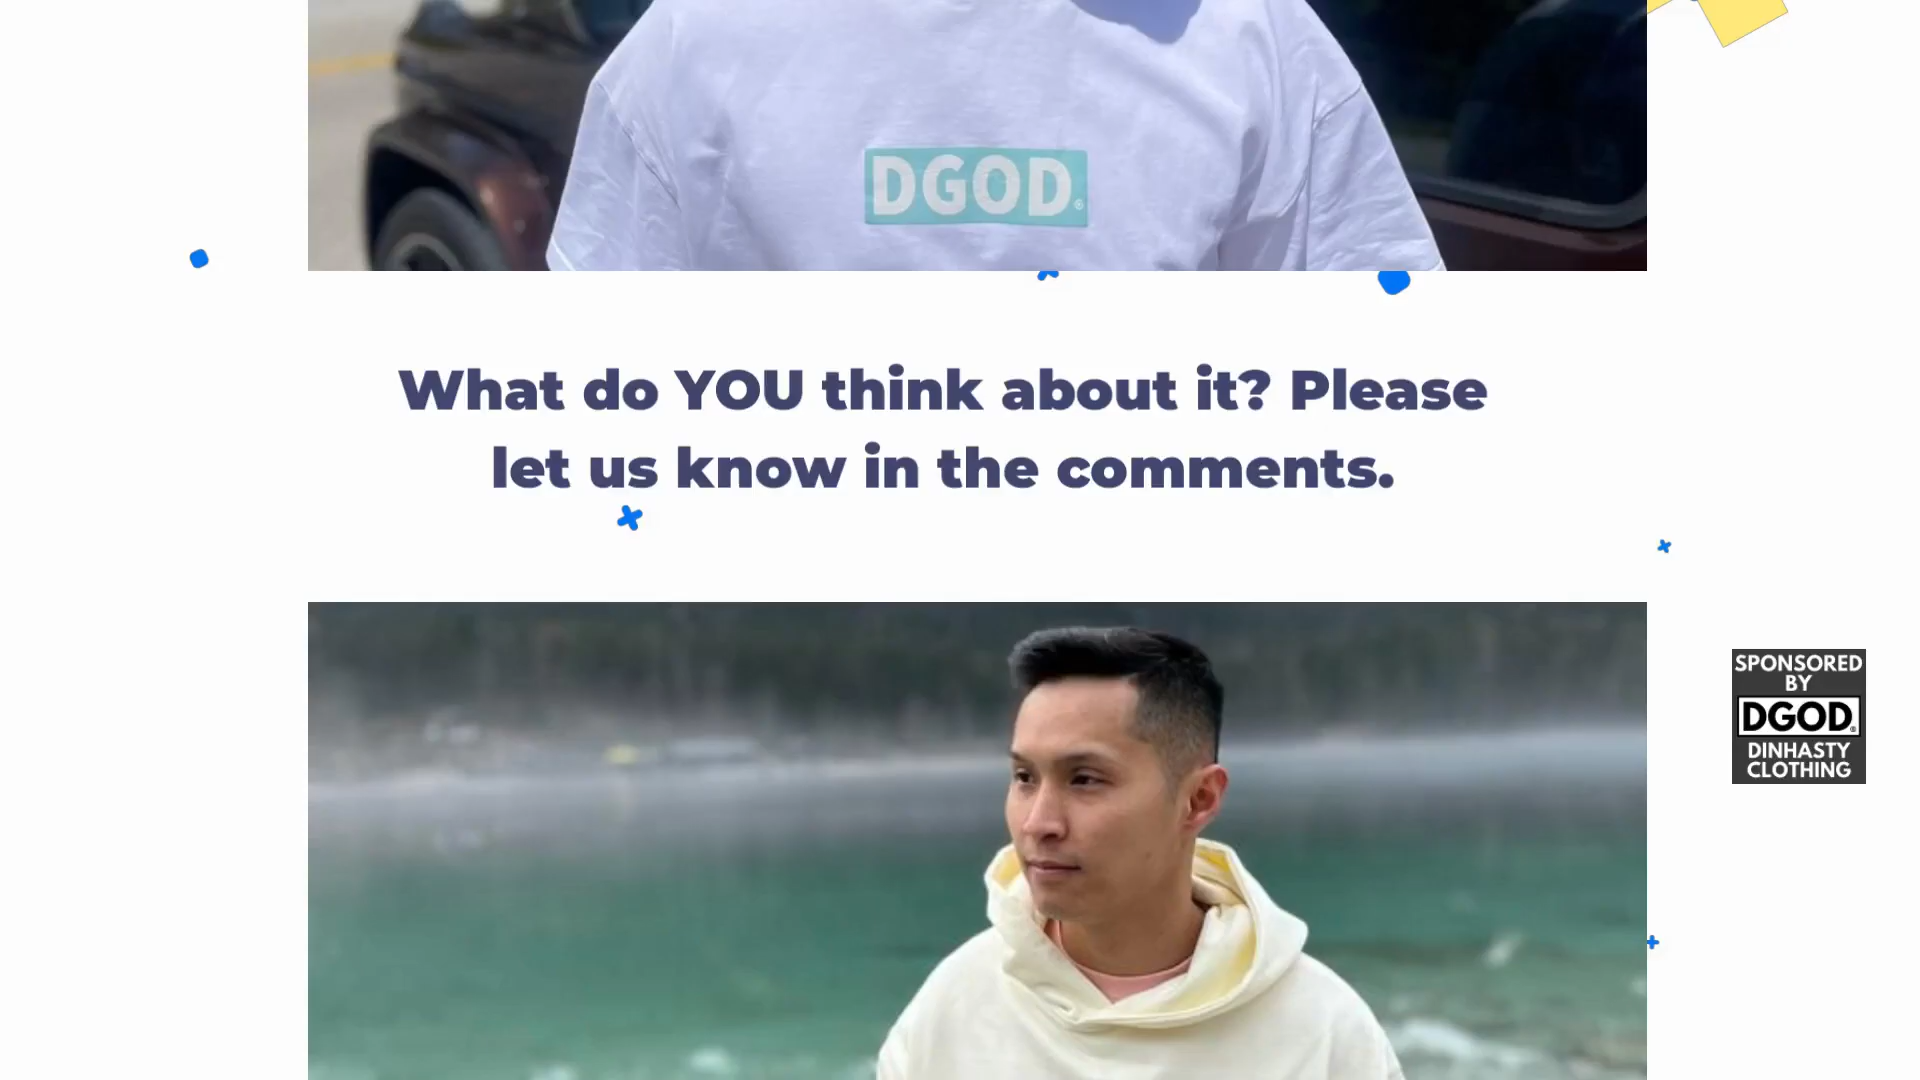 DGOD®
What do YOU think about it? Please
let us know in the comments.
SPONSORED
BY
DGOD®
DINHASTY
CLOTHING